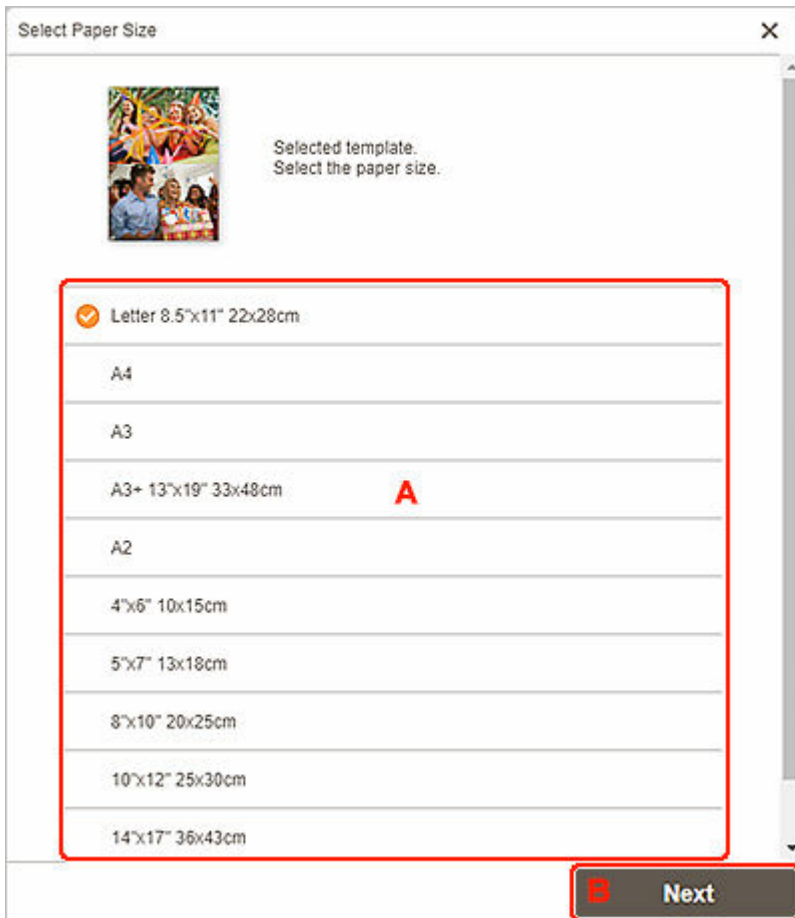 Select Paper Size
Selected template.
Select the paper size.
Letter 8.5"x11" 22x28cm
A4
A3
A3+ 13"x19" 33x48cm
A
A2
4"x6" 10x15cm
5"x7" 13x18cm
8"x10" 20x25cm
10"x12" 25x30cm
14"x17" 36x43cm
B Next